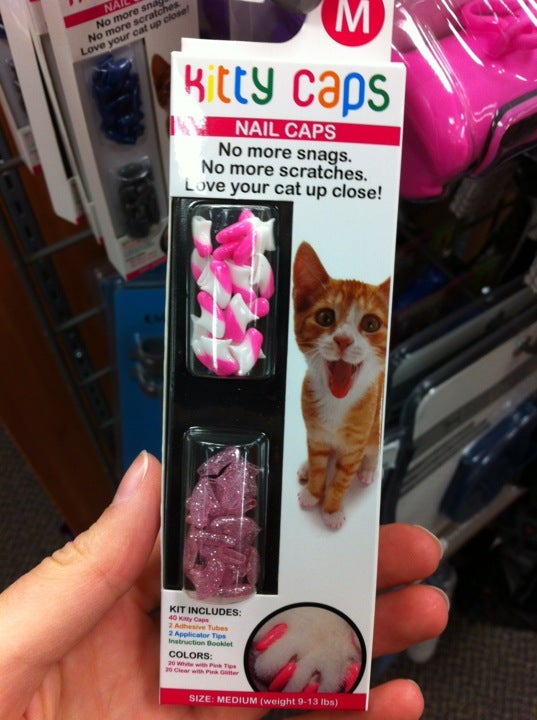 NAIL C
No more snags.
No more scratches.
Love your cat up close!
M
kitty caps
NAIL CAPS
No more snags.
No more scratches.
Love your cat up close!
KIT INCLUDES:
40 Kitty Caps
2 Adhesive Tubes
2 Applicator Tips
Instruction Booklet
COLORS:
20 White with Pink Tips
20 Clear with Pink Glitter
SIZE: MEDIUM (weight 9-13 lbs)